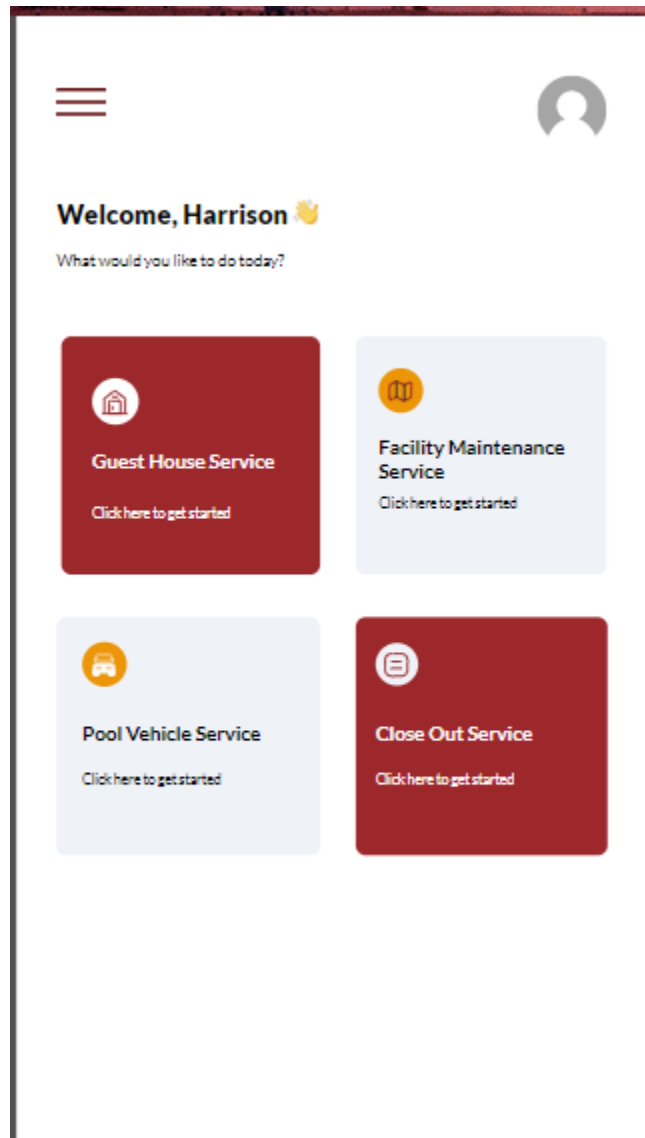 Welcome, Harrison 👋
What would you like to do today?
Guest House Service
Click here to get started
Facility Maintenance
Service
Click here to get started
Pool Vehicle Service
Click here to get started
Close Out Service
Click here to get started